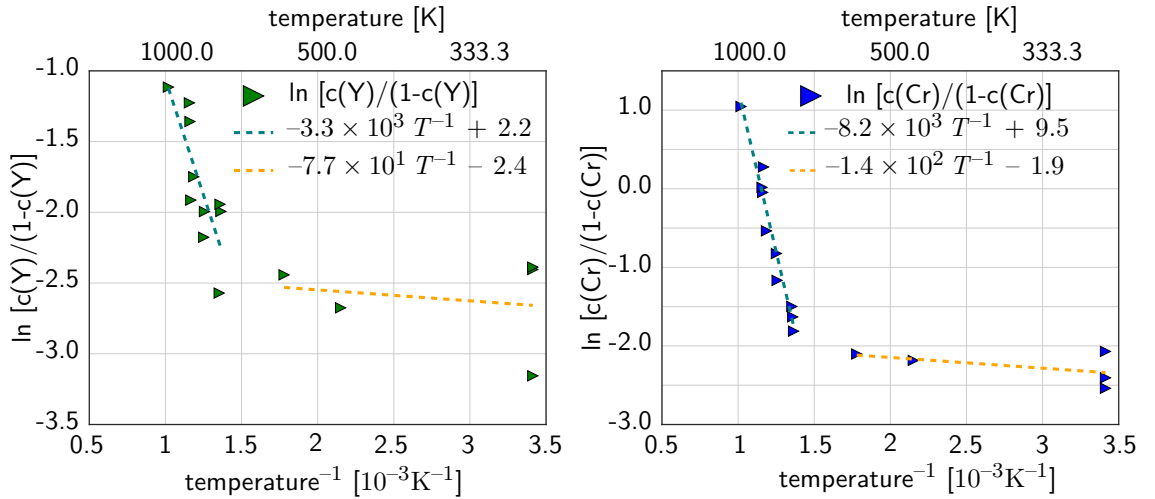 temperature [K]
1000.0 500.0 333.3
-1.0
-1.5
-2.0
-2.5
-3.0
-3.5
ln [c(Y)/(1-c(Y)]
ln [c(Y)/(1-c(Y)]
–3.3 × 10³ T⁻¹ + 2.2
–7.7 × 10¹ T⁻¹ – 2.4
0.5 1 1.5 2 2.5 3 3.5
temperature⁻¹ [10⁻³K⁻¹]
temperature [K]
1000.0 500.0 333.3
1.0
0.0
-1.0
-2.0
-3.0
ln [c(Cr)/(1-c(Cr)]
ln [c(Cr)/(1-c(Cr)]
–8.2 × 10³ T⁻¹ + 9.5
–1.4 × 10² T⁻¹ – 1.9
0.5 1 1.5 2 2.5 3 3.5
temperature⁻¹ [10⁻³K⁻¹]